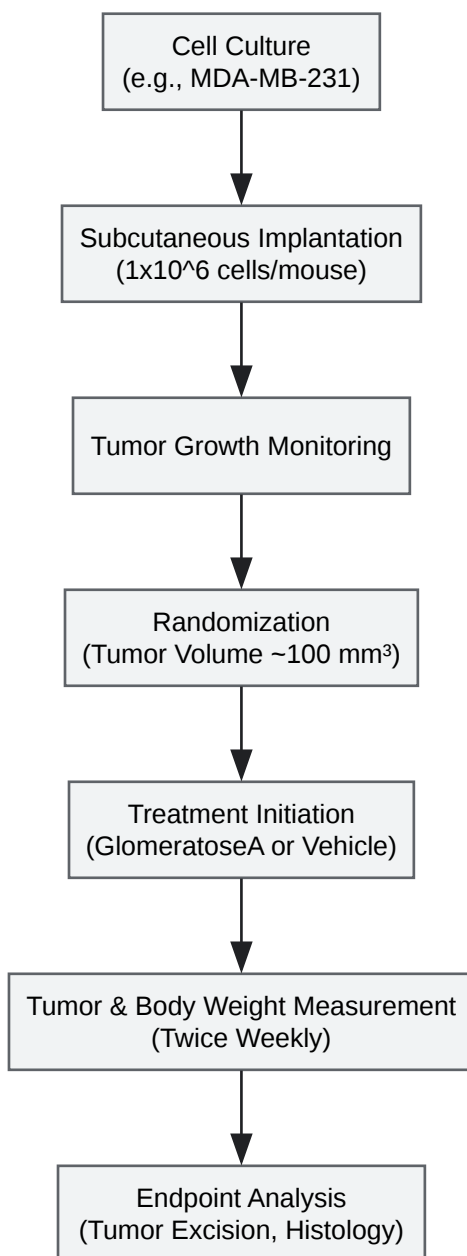 Cell Culture
(e.g., MDA-MB-231)
Subcutaneous Implantation
(1x10^6 cells/mouse)
Tumor Growth Monitoring
Randomization
(Tumor Volume ~100 mm³)
Treatment Initiation
(GlomeratoseA or Vehicle)
Tumor & Body Weight Measurement
(Twice Weekly)
Endpoint Analysis
(Tumor Excision, Histology)